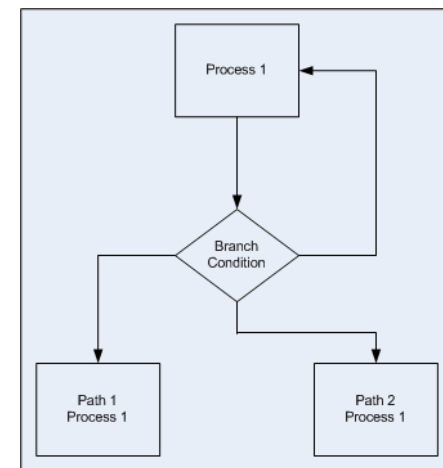 Process 1
Branch
Condition
Path 1
Process 1
Path 2
Process 1